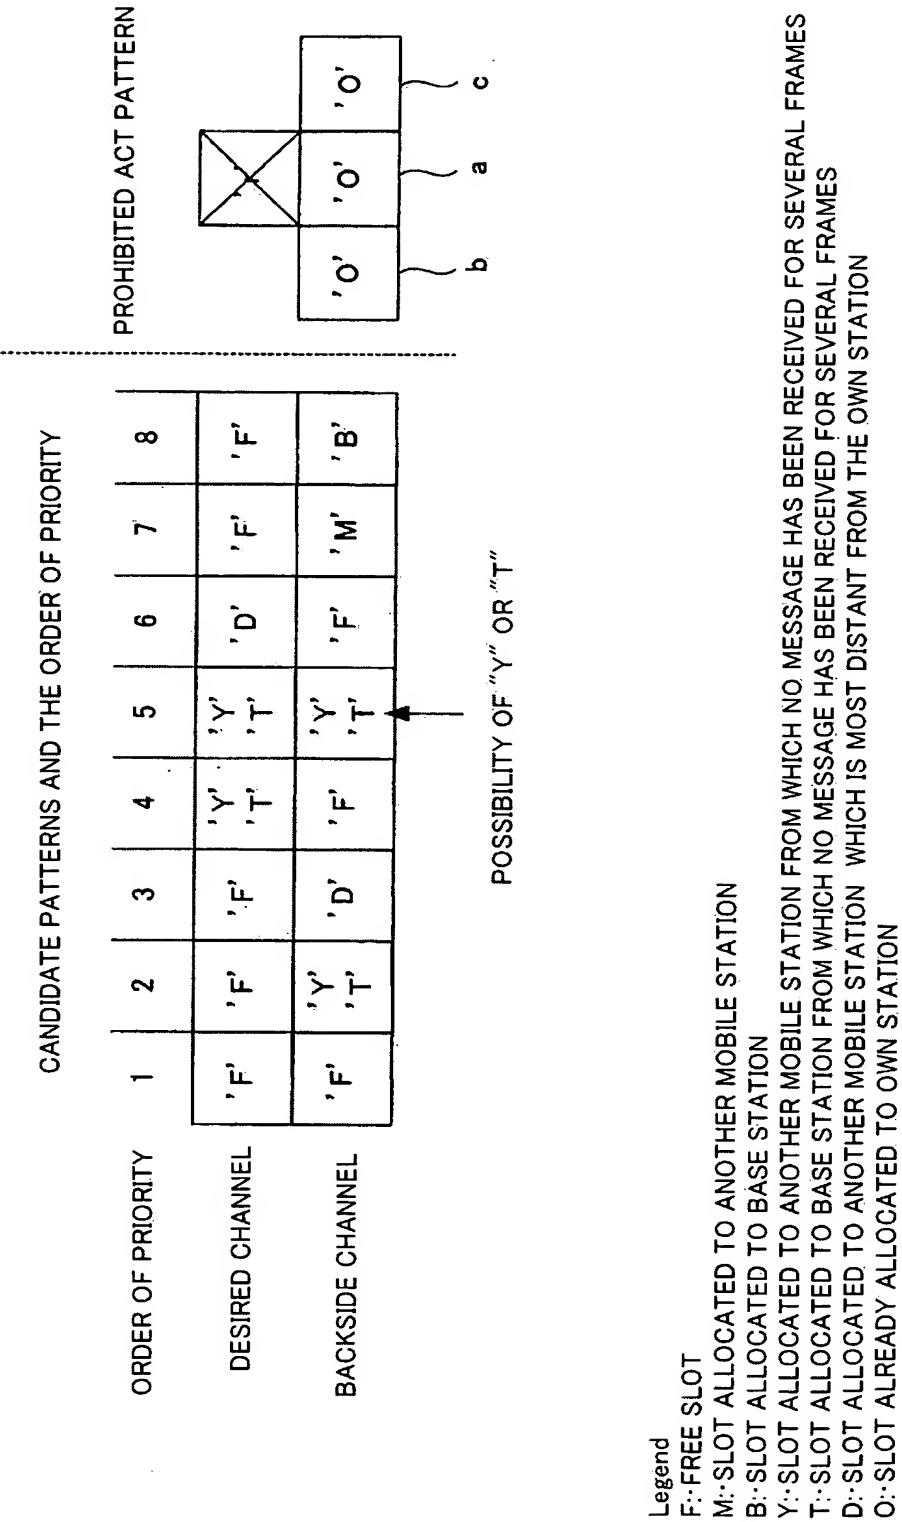 CANDIDATE PATTERNS AND THE ORDER OF PRIORITY
ORDER OF PRIORITY 1 2 3 4 5 6 7 8
DESIRED CHANNEL 'F' 'F' 'F' 'Y' 'T' 'Y' 'T' 'D' 'F' 'F'
BACKSIDE CHANNEL 'F' 'Y' 'T' 'D' 'F' 'Y' 'T' 'F' 'M' 'B'
POSSIBILITY OF "Y" OR "T"
PROHIBITED ACT PATTERN
'O' 'O' 'O'
b a c
Legend
F:·FREE SLOT
M:·SLOT ALLOCATED TO ANOTHER MOBILE STATION
B:·SLOT ALLOCATED TO BASE STATION
Y:·SLOT ALLOCATED TO ANOTHER MOBILE STATION FROM WHICH NO MESSAGE HAS BEEN RECEIVED FOR SEVERAL FRAMES
T:·SLOT ALLOCATED TO BASE STATION FROM WHICH NO MESSAGE HAS BEEN RECEIVED FOR SEVERAL FRAMES
D:·SLOT ALLOCATED TO ANOTHER MOBILE STATION WHICH IS MOST DISTANT FROM THE OWN STATION
O:·SLOT ALREADY ALLOCATED TO OWN STATION